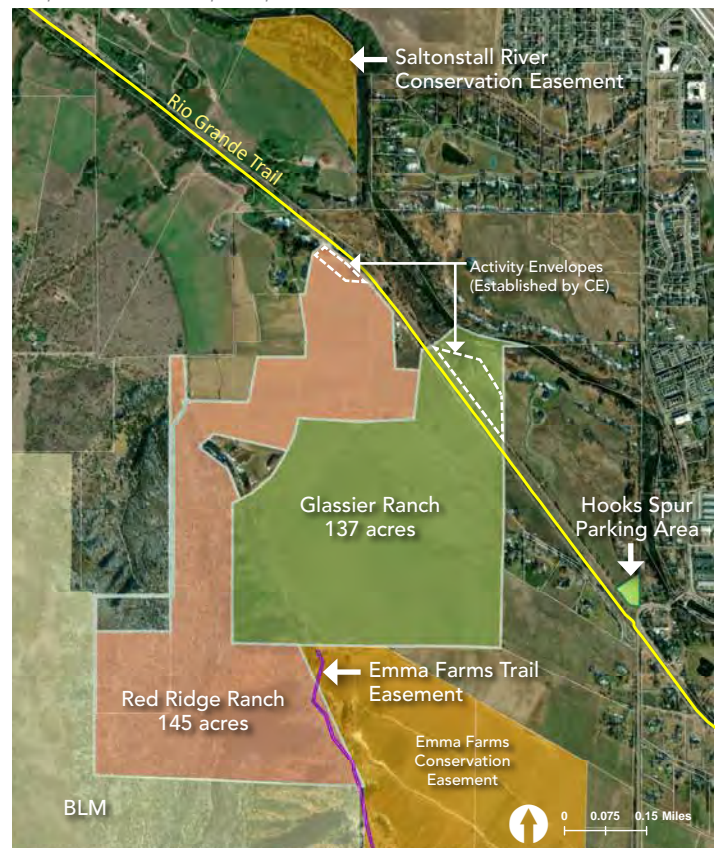 Saltonstall River
Conservation Easement
Rio Grande Trail
Activity Envelopes
(Established by CE)
Glassier Ranch
137 acres
Hooks Spur
Parking Area
Emma Farms Trail
Easement
Red Ridge Ranch
145 acres
Emma Farms
Conservation
Easement
BLM
0 0.075 0.15 Miles